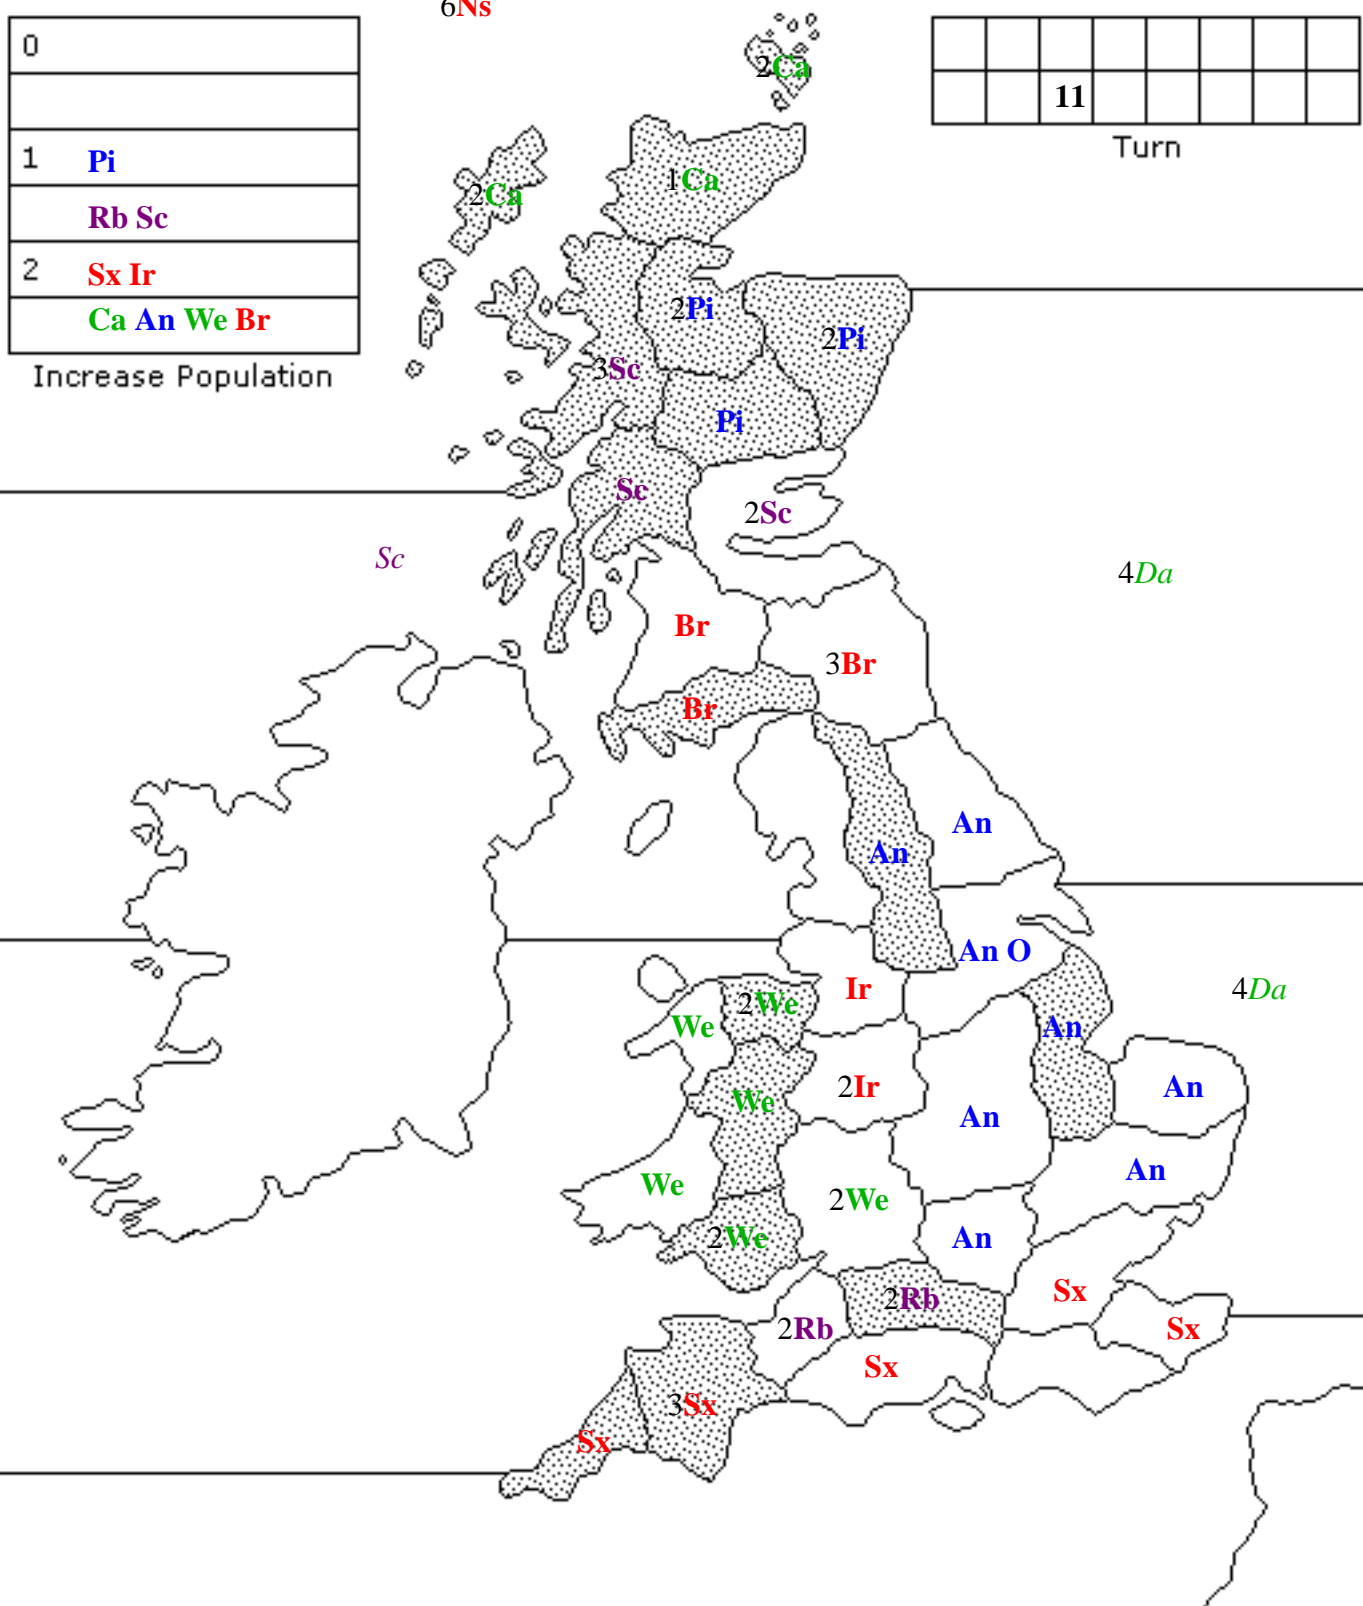 6Ns
0
1 Pi
Rb Sc
2 Sx Ir
Ca An We Br
Increase Population
11
Turn
2Ca
2Ca
1Ca
2Pi
2Pi
3Sc
Pi
Sc
2Sc
Sc
4Da
Br
3Br
Br
An
An
An O
Ir
4Da
2We
We
An
2Ir
An
We
An
An
We
2We
2We
An
2Rb
Sx
2Rb
Sx
Sx
3Sx
Sx